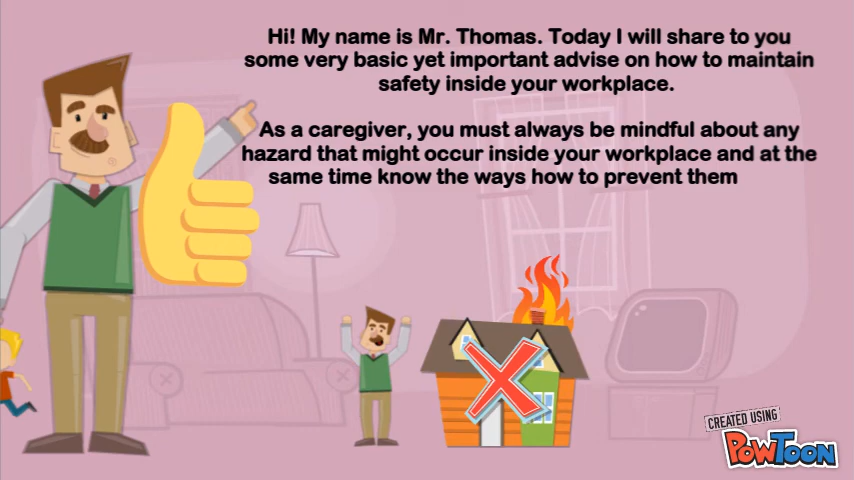 Hi! My name is Mr. Thomas. Today I will share to you
some very basic yet important advise on how to maintain
safety inside your workplace.
As a caregiver, you must always be mindful about any
hazard that might occur inside your workplace and at the
same time know the ways how to prevent them
CREATED USING
POWTOON